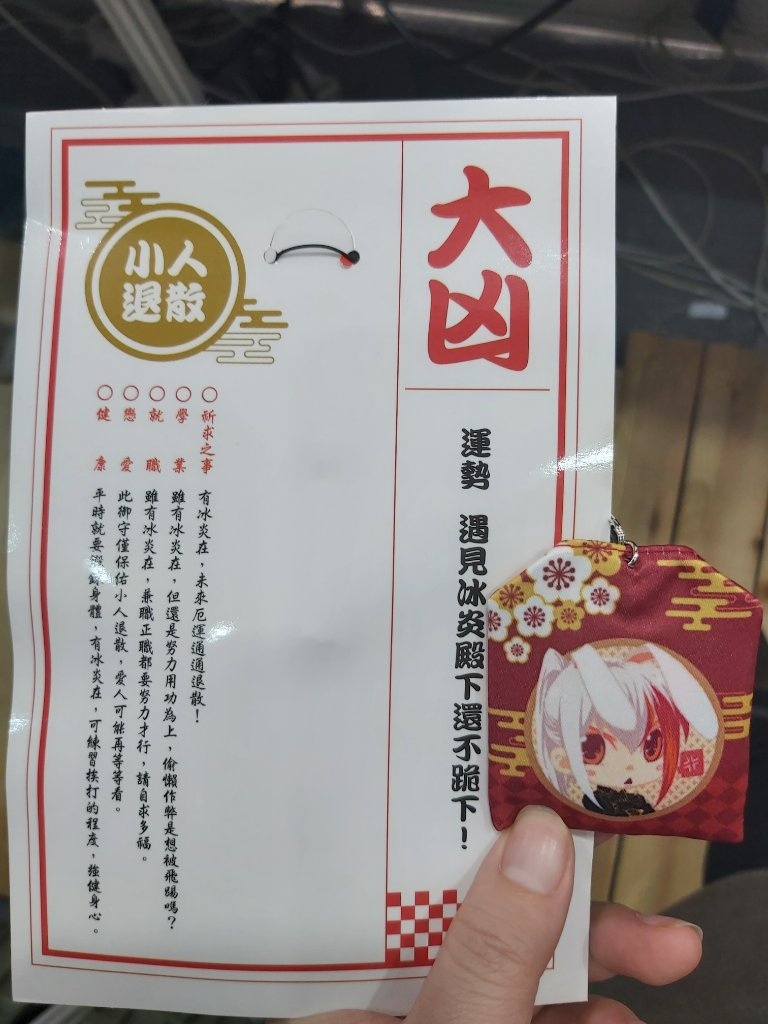 大凶
運勢 遇見冰炎殿下還不跪下！
小人
退散
○祈求之事 有冰炎在，未來厄運通通退散！
○學業 雖有冰炎在，但還是努力用功為上，偷懶作弊是想被飛踢嗎？
○就職 雖有冰炎在，兼職正職都要努力才行，請自求多福。
○戀愛 此御守僅保佑小人退散，愛人可能再等等看。
○健康 平時就要鍛鍊身體，有冰炎在，可練習挨打的程度，強健身心。